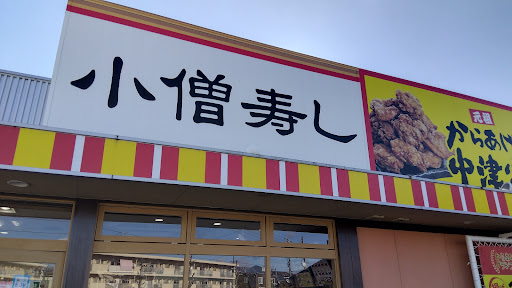 小僧寿し
元祖
からあげ
中津